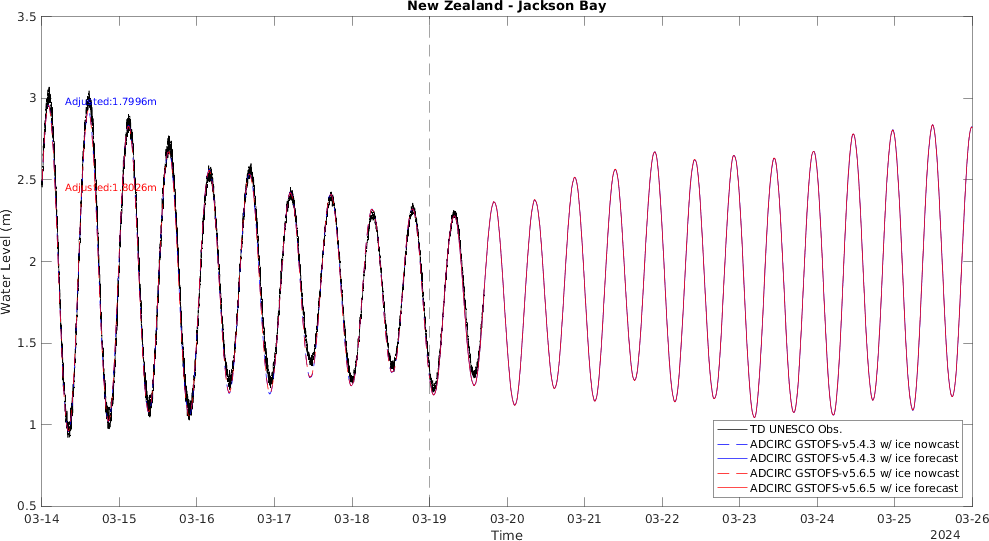 New Zealand - Jackson Bay
3.5
3
2.5
2
1.5
1
0.5
Water Level (m)
Adjusted:1.7996m
Adjusted:1.8026m
TD UNESCO Obs.
ADCIRC GSTOFS-v5.4.3 w/ ice nowcast
ADCIRC GSTOFS-v5.4.3 w/ ice forecast
ADCIRC GSTOFS-v5.6.5 w/ ice nowcast
ADCIRC GSTOFS-v5.6.5 w/ ice forecast
03-14 03-15 03-16 03-17 03-18 03-19 03-20 03-21 03-22 03-23 03-24 03-25 03-26
Time
2024